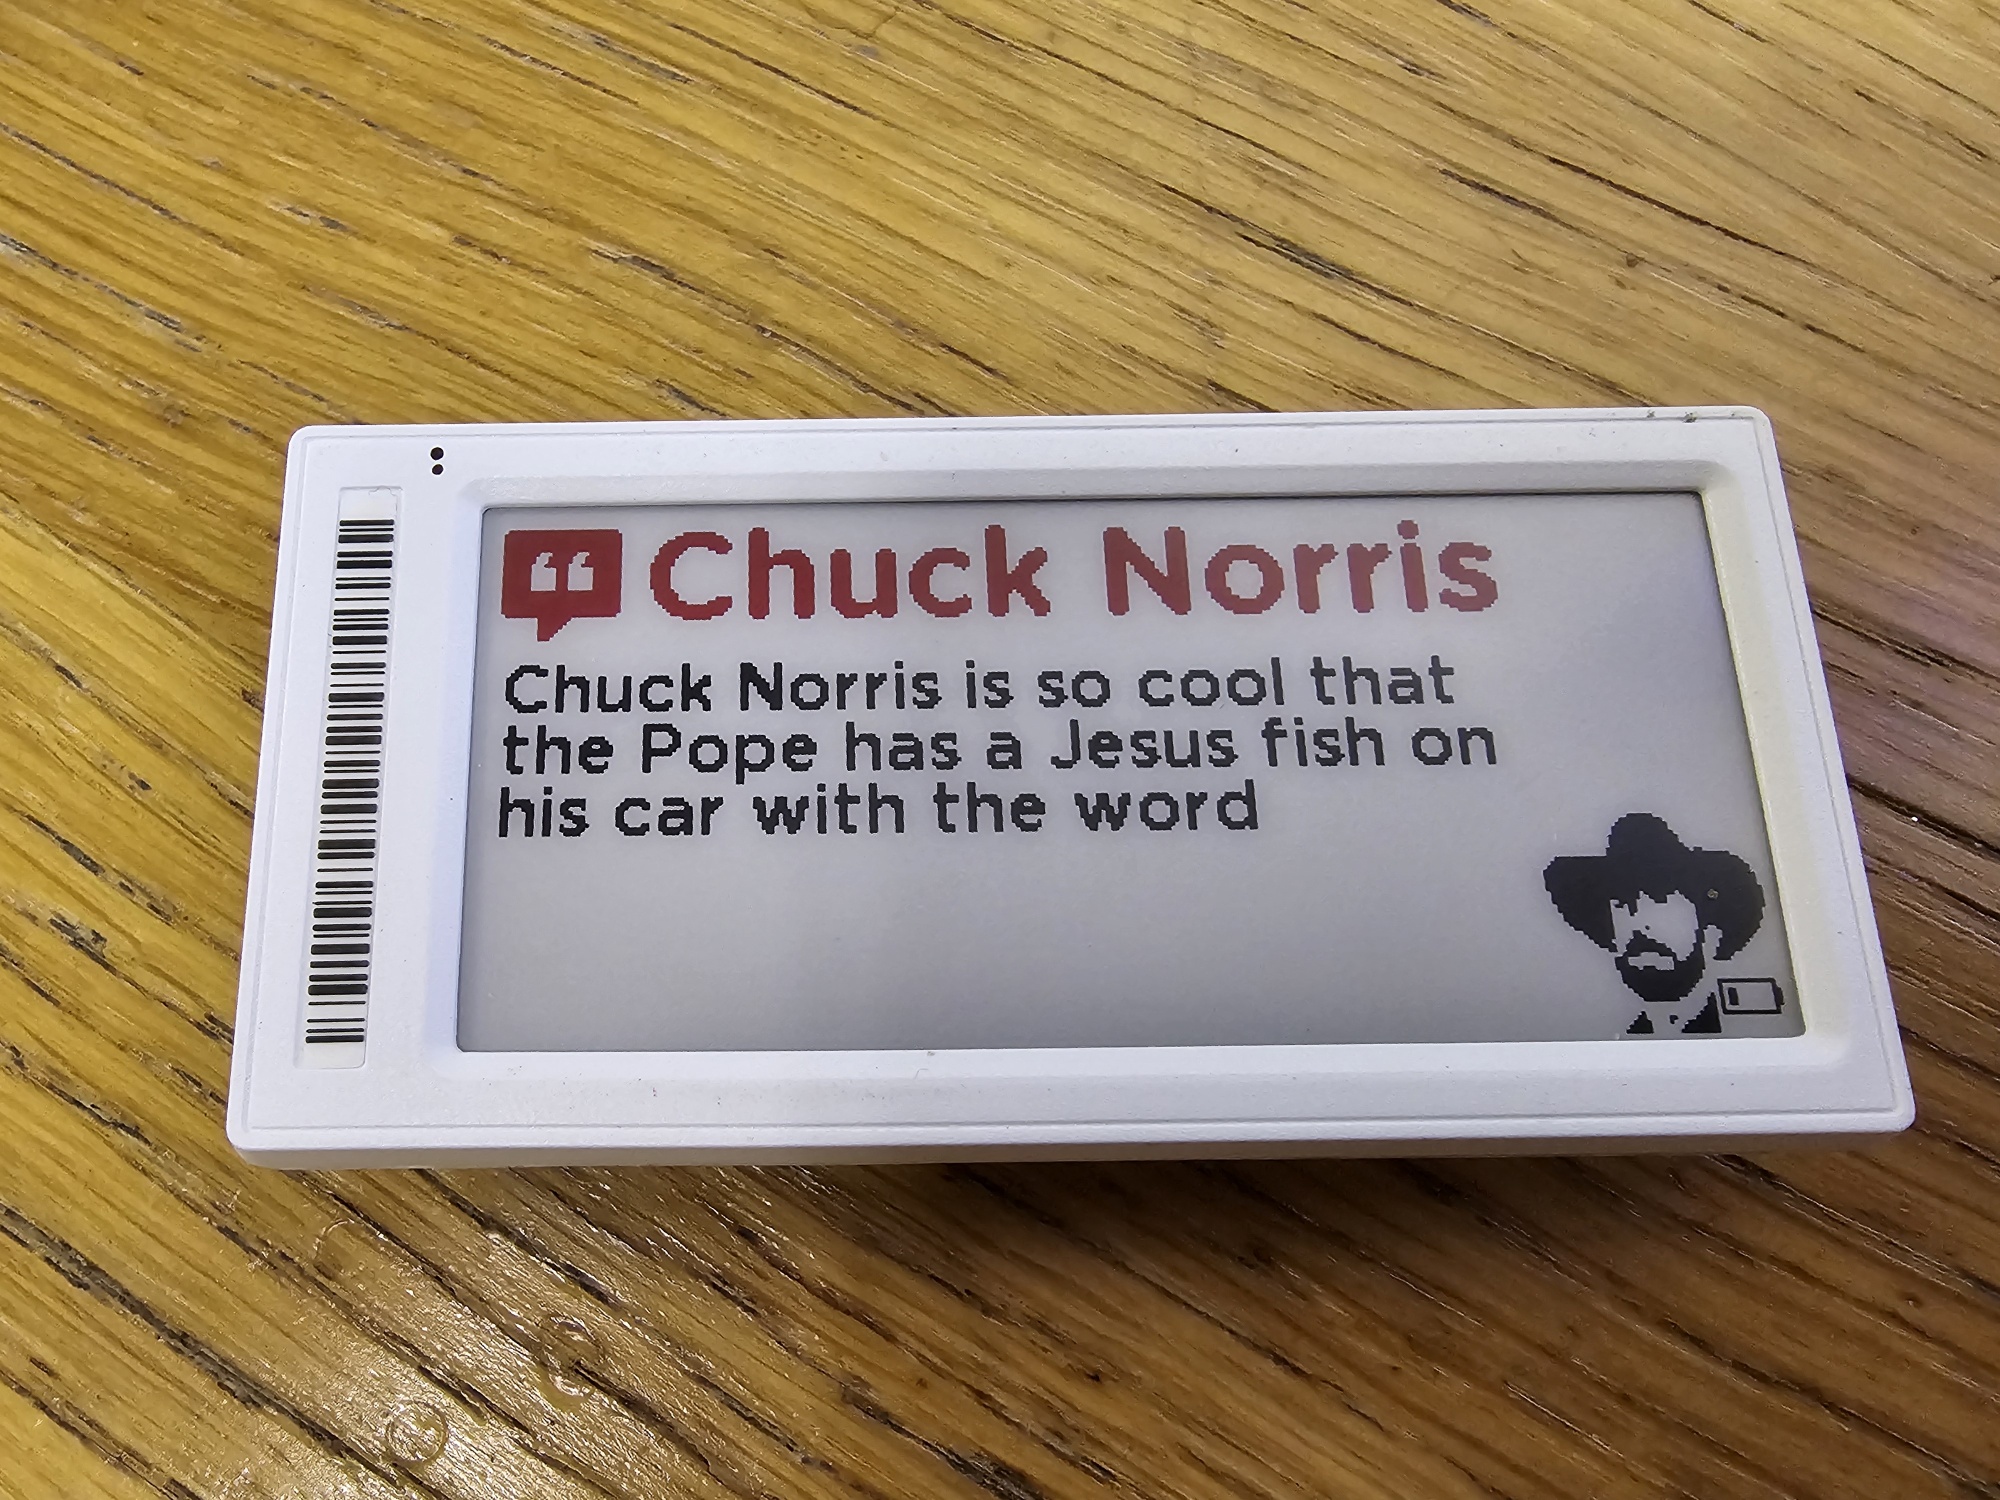 Chuck Norris
Chuck Norris is so cool that
the Pope has a Jesus fish on
his car with the word